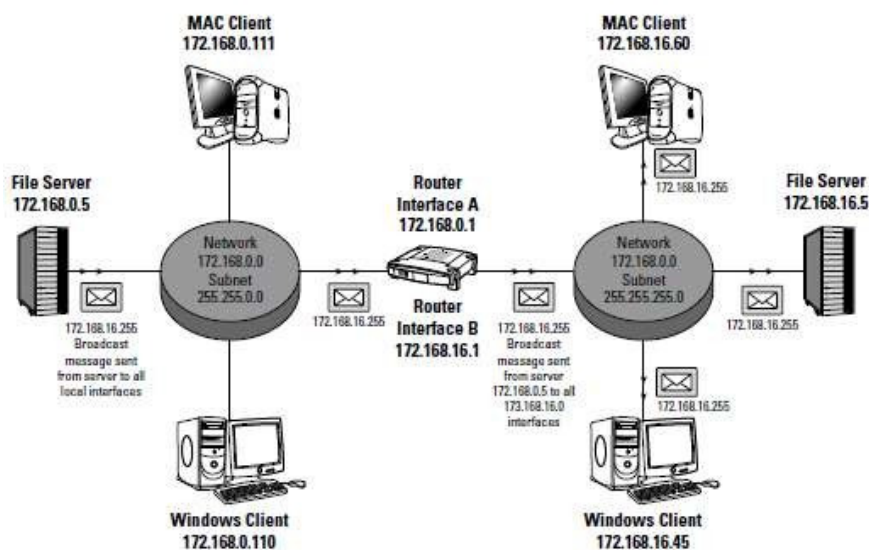 MAC Client
172.168.0.111
MAC Client
172.168.16.60
172.168.16.255
File Server
172.168.0.5
Router
Interface A
172.168.0.1
File Server
172.168.16.5
Network
172.168.0.0
Subnet
255.255.0.0
Network
172.168.0.0
Subnet
255.255.255.0
172.168.16.255
Broadcast
message sent
from server to all
local interfaces
172.168.16.255
Router
Interface B
172.168.16.1
172.168.16.255
Broadcast
message sent
from server
172.168.0.5 to all
173.168.16.0
interfaces
172.168.16.255
172.168.16.255
Windows Client
172.168.0.110
Windows Client
172.168.16.45